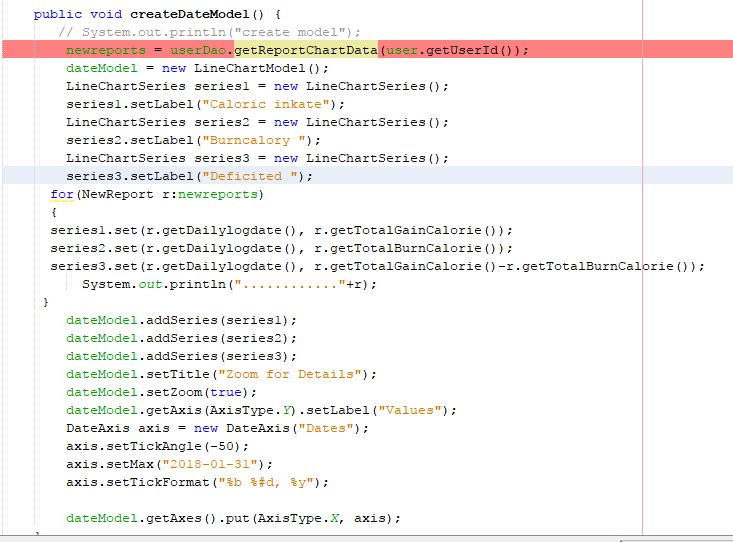 public void createDateModel() {
// System.out.println("create model");
newreports = userDao.getReportChartData(user.getUserId());
dateModel = new LineChartModel();
LineChartSeries series1 = new LineChartSeries();
series1.setLabel("Caloric inkate");
LineChartSeries series2 = new LineChartSeries();
series2.setLabel("Burncalory ");
LineChartSeries series3 = new LineChartSeries();
series3.setLabel("Deficited ");
for(NewReport r:newreports)
{
series1.set(r.getDailylogdate(), r.getTotalGainCalorie());
series2.set(r.getDailylogdate(), r.getTotalBurnCalorie());
series3.set(r.getDailylogdate(), r.getTotalGainCalorie()-r.getTotalBurnCalorie());
System.out.println("............"+r);
}
dateModel.addSeries(series1);
dateModel.addSeries(series2);
dateModel.addSeries(series3);
dateModel.setTitle("Zoom for Details");
dateModel.setZoom(true);
dateModel.getAxis(AxisType.Y).setLabel("Values");
DateAxis axis = new DateAxis("Dates");
axis.setTickAngle(-50);
axis.setMax("2018-01-31");
axis.setTickFormat("%b %#d, %y");
dateModel.getAxes().put(AxisType.X, axis);